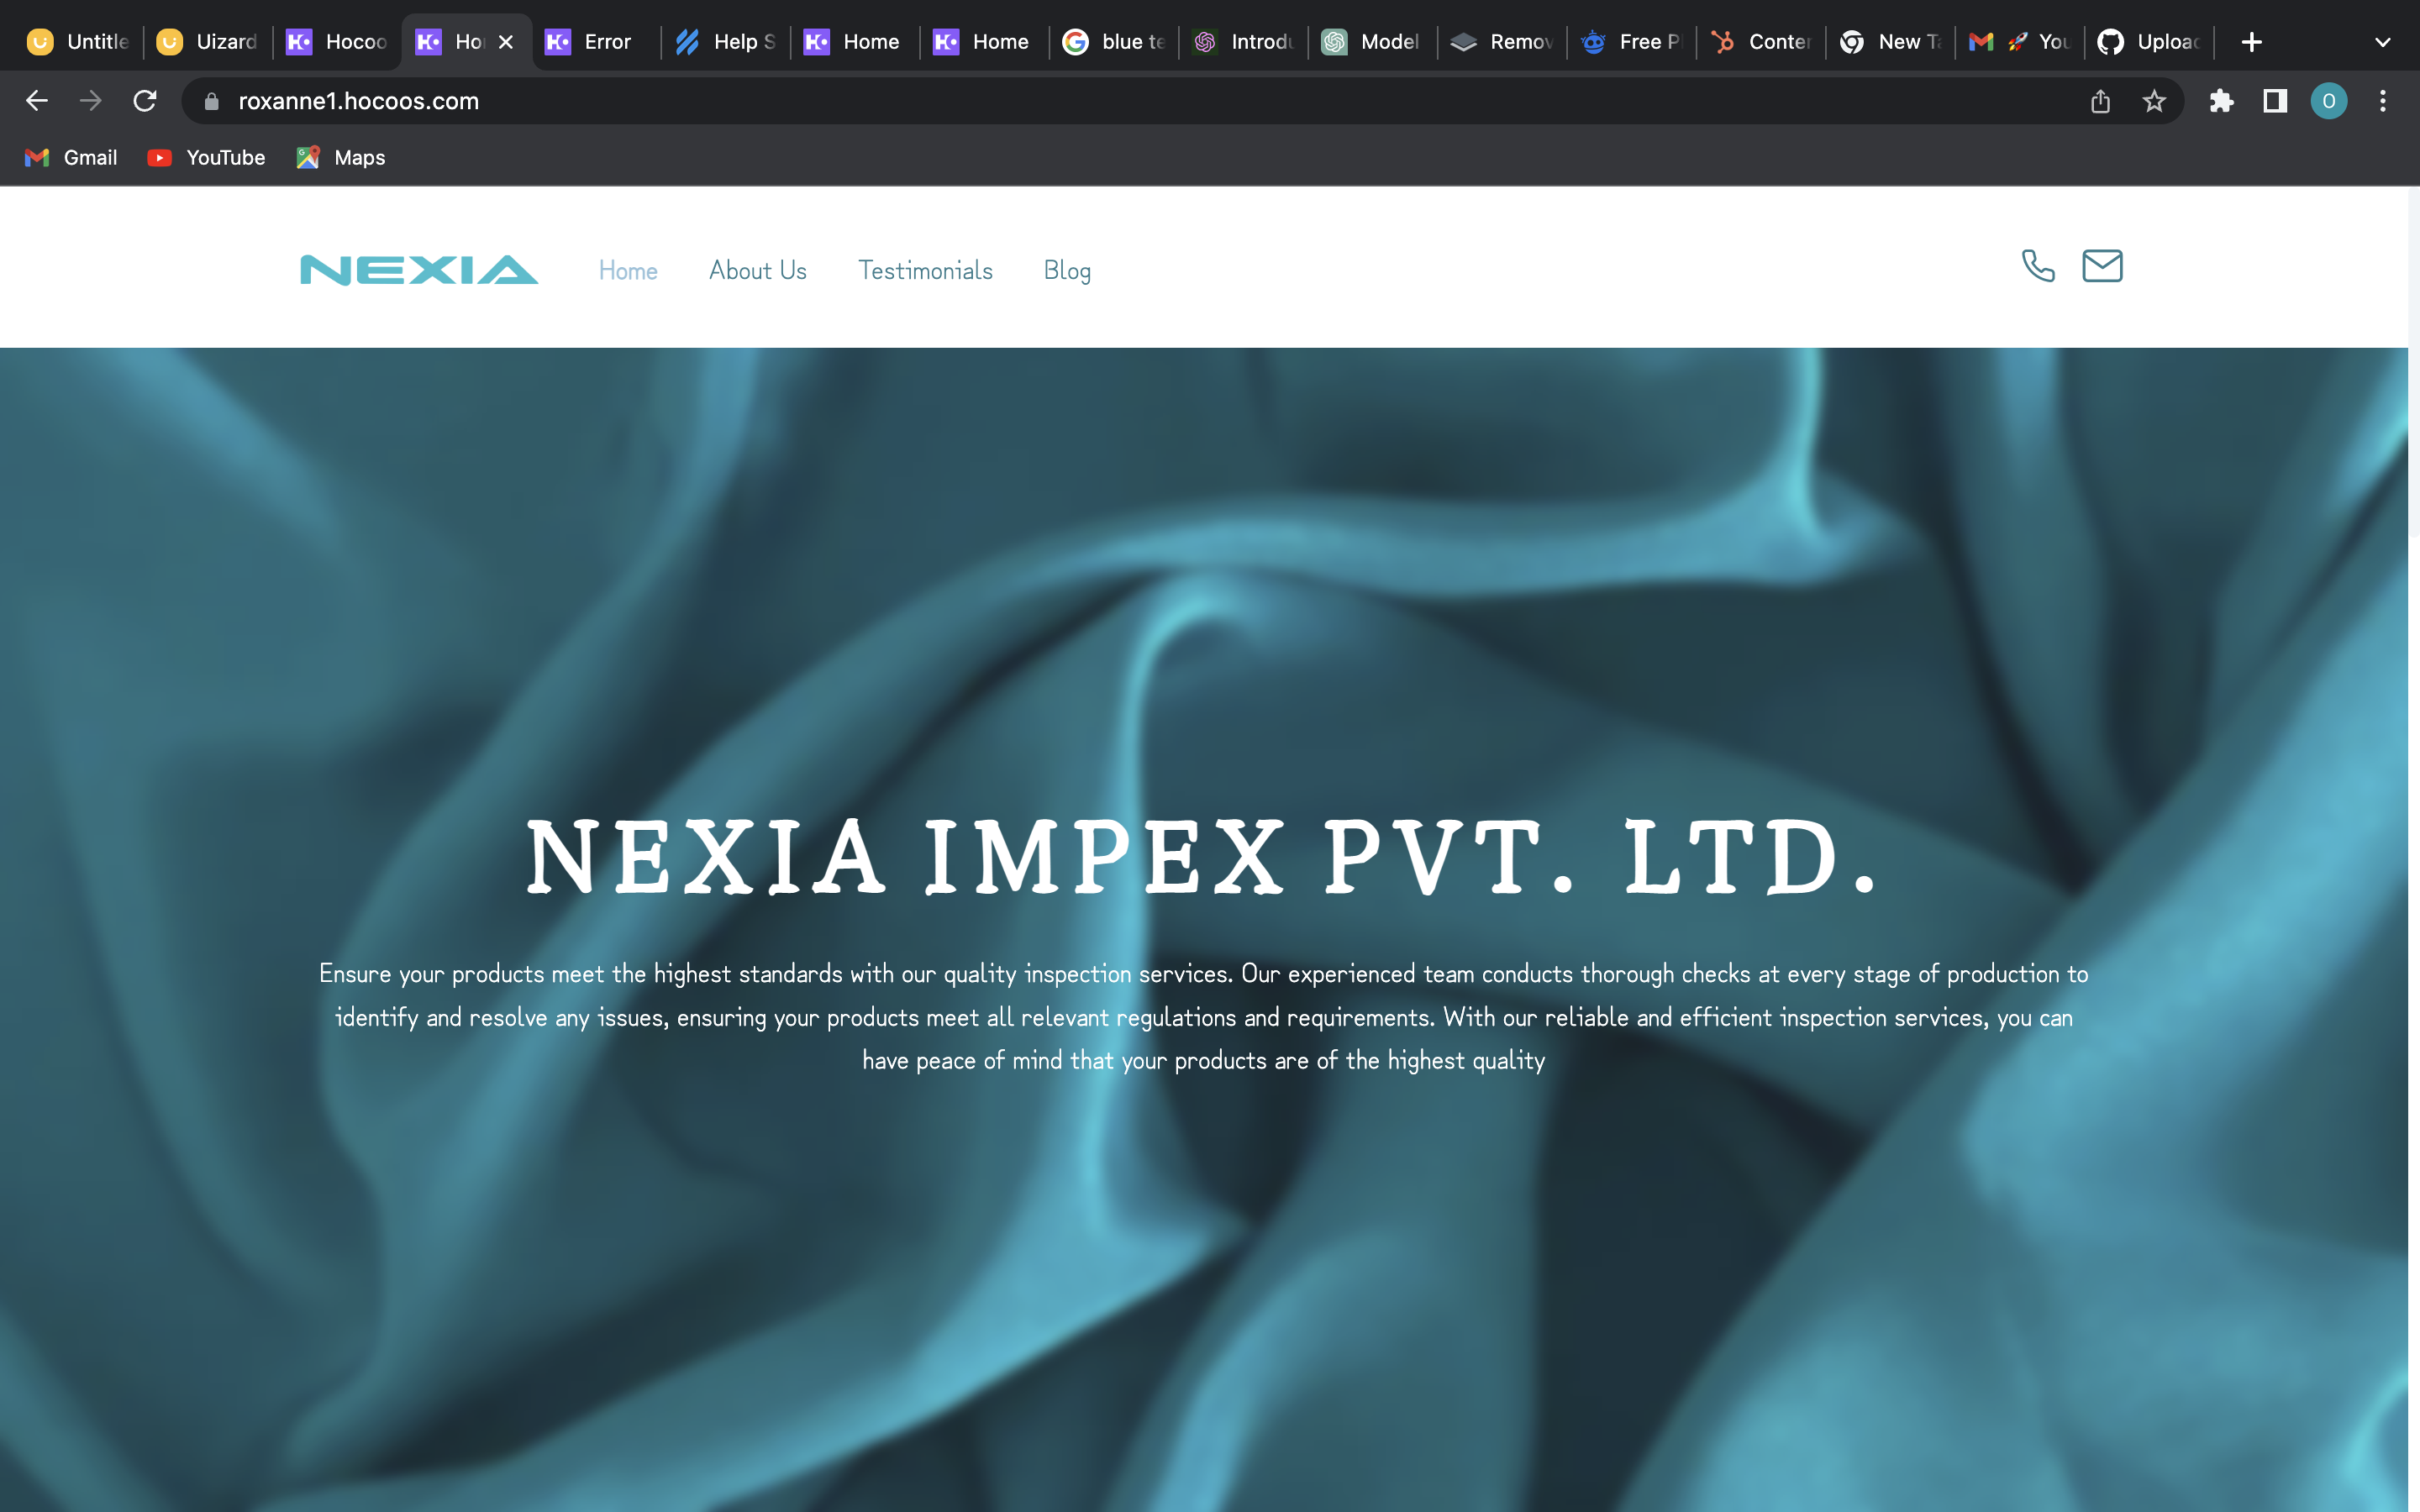 Untitle Uizard Hocoo Ho Error Help S Home Home blue te Introdu Model Remov Free P Conter New Ta You Upload
roxanne1.hocoos.com O
Gmail YouTube Maps
NEXIA Home About Us Testimonials Blog
NEXIA IMPEX PVT. LTD.
Ensure your products meet the highest standards with our quality inspection services. Our experienced team conducts thorough checks at every stage of production to
identify and resolve any issues, ensuring your products meet all relevant regulations and requirements. With our reliable and efficient inspection services, you can
have peace of mind that your products are of the highest quality